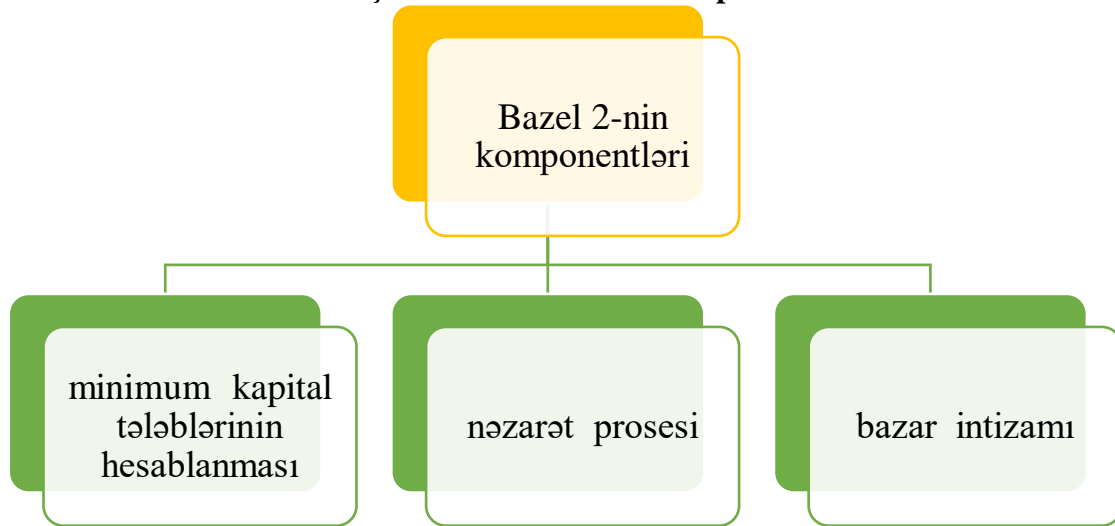 Bazel 2-nin
komponentləri
minimum kapital
tələblərinin
hesablanması
nəzarət prosesi
bazar intizamı